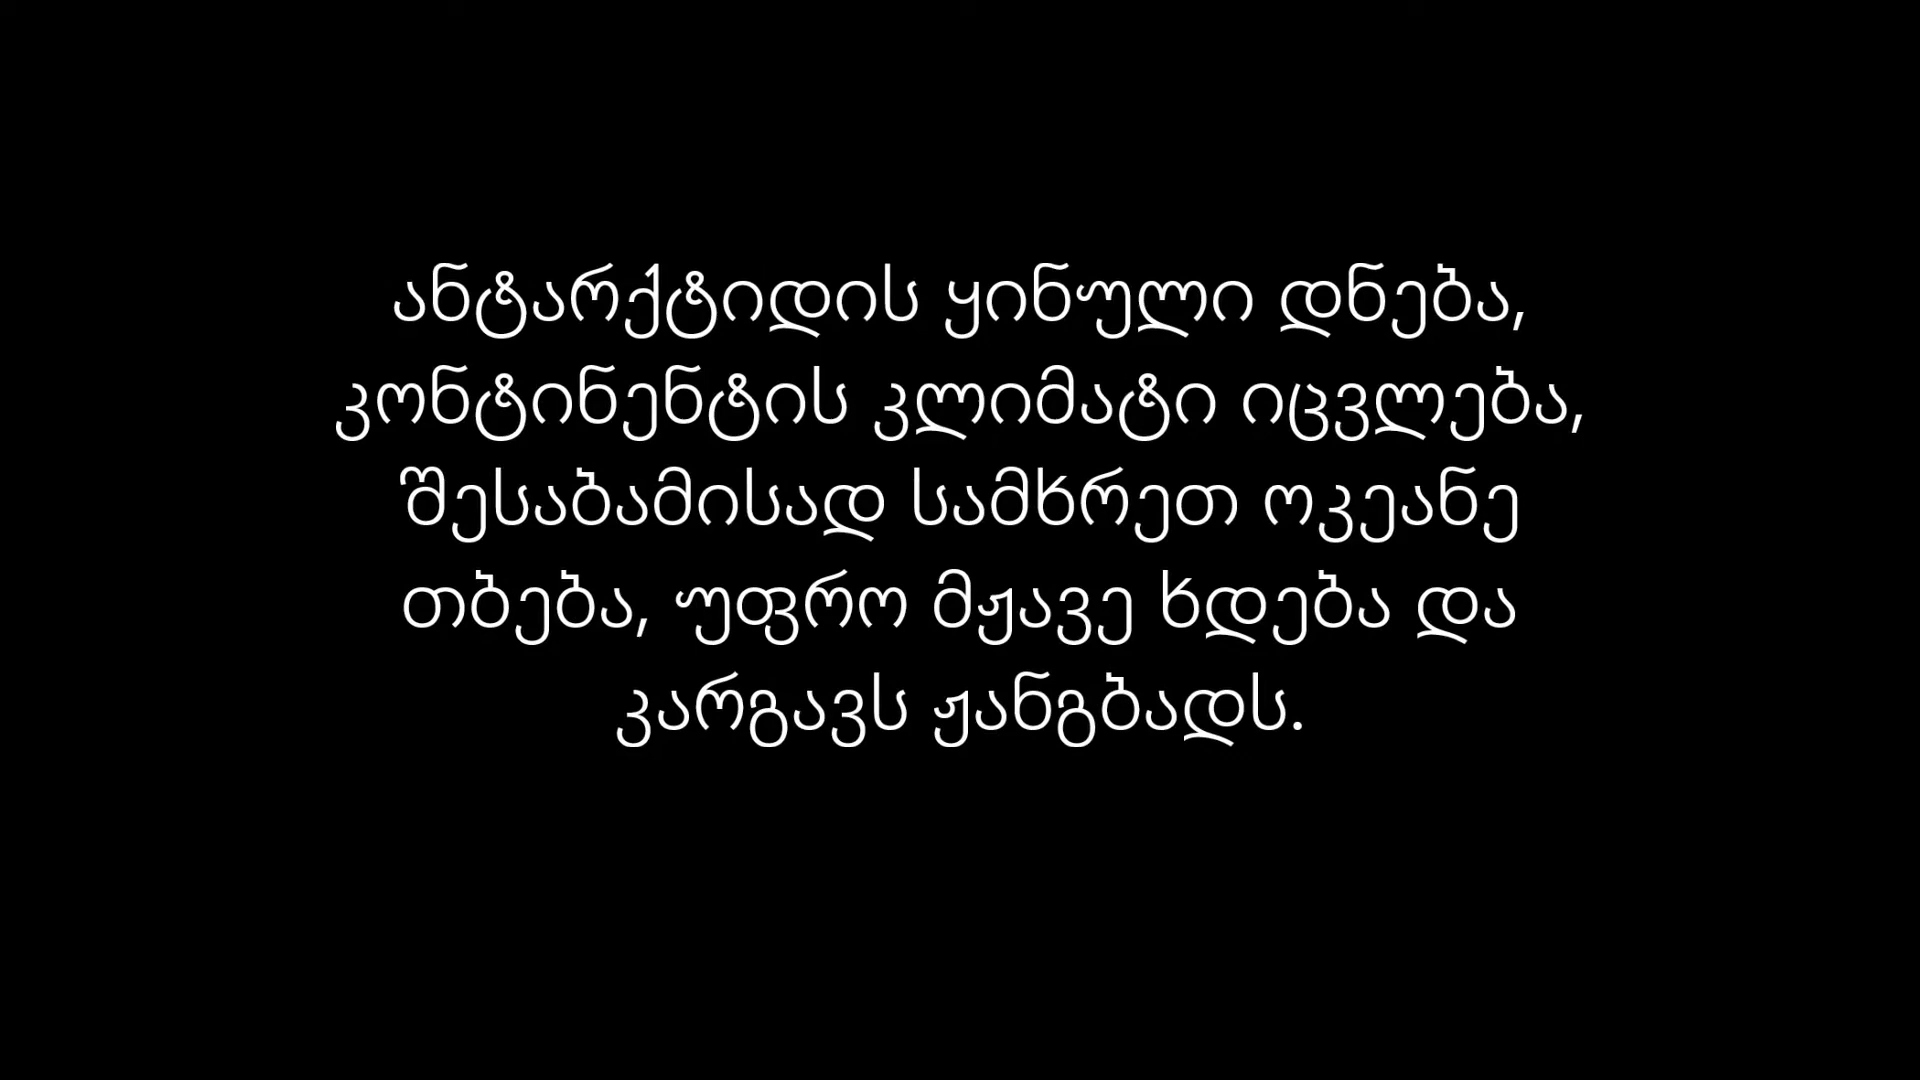 ანტარქტიდის ყინული დნება,
კონტინენტის კლიმატი იცვლება,
შესაბამისად სამხრეთ ოკეანე
თბება, უფრო მჟავე ხდება და
კარგავს ჟანგბადს.